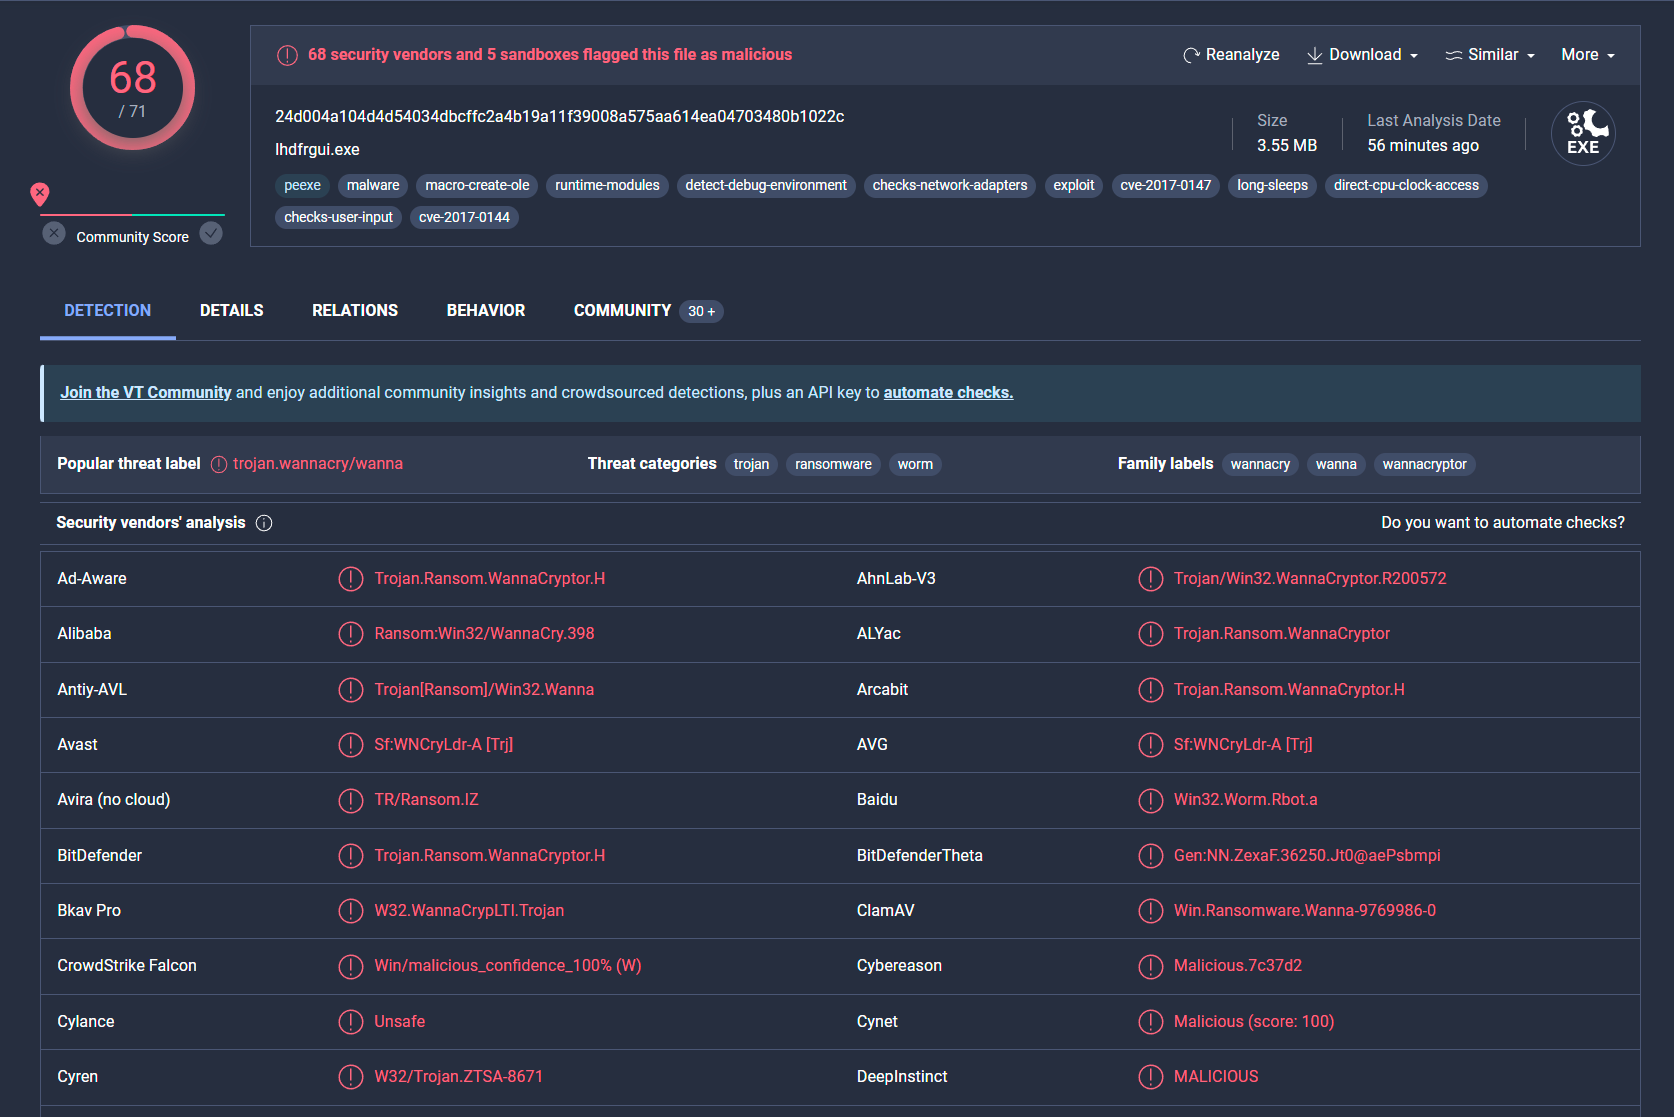 68
/ 71
Community Score
68 security vendors and 5 sandboxes flagged this file as malicious
Reanalyze Download Similar More
24d004a104d4d54034dbcffc2a4b19a11f39008a575aa614ea04703480b1022c
lhdfrgui.exe
Size
3.55 MB
Last Analysis Date
56 minutes ago
EXE
peexe malware macro-create-ole runtime-modules detect-debug-environment checks-network-adapters exploit cve-2017-0147 long-sleeps direct-cpu-clock-access
checks-user-input cve-2017-0144
DETECTION DETAILS RELATIONS BEHAVIOR COMMUNITY 30 +
Join the VT Community and enjoy additional community insights and crowdsourced detections, plus an API key to automate checks.
Popular threat label trojan.wannacry/wanna Threat categories trojan ransomware worm Family labels wannacry wanna wannacryptor
Security vendors' analysis Do you want to automate checks?
Ad-Aware Trojan.Ransom.WannaCryptor.H AhnLab-V3 Trojan/Win32.WannaCryptor.R200572
Alibaba Ransom:Win32/WannaCry.398 ALYac Trojan.Ransom.WannaCryptor
Antiy-AVL Trojan[Ransom]/Win32.Wanna Arcabit Trojan.Ransom.WannaCryptor.H
Avast Sf:WNCryLdr-A [Trj] AVG Sf:WNCryLdr-A [Trj]
Avira (no cloud) TR/Ransom.IZ Baidu Win32.Worm.Rbot.a
BitDefender Trojan.Ransom.WannaCryptor.H BitDefenderTheta Gen:NN.ZexaF.36250.Jt0@aePsbmpi
Bkav Pro W32.WannaCrypLTI.Trojan ClamAV Win.Ransomware.Wanna-9769986-0
CrowdStrike Falcon Win/malicious_confidence_100% (W) Cybereason Malicious.7c37d2
Cylance Unsafe Cynet Malicious (score: 100)
Cyren W32/Trojan.ZTSA-8671 DeepInstinct MALICIOUS